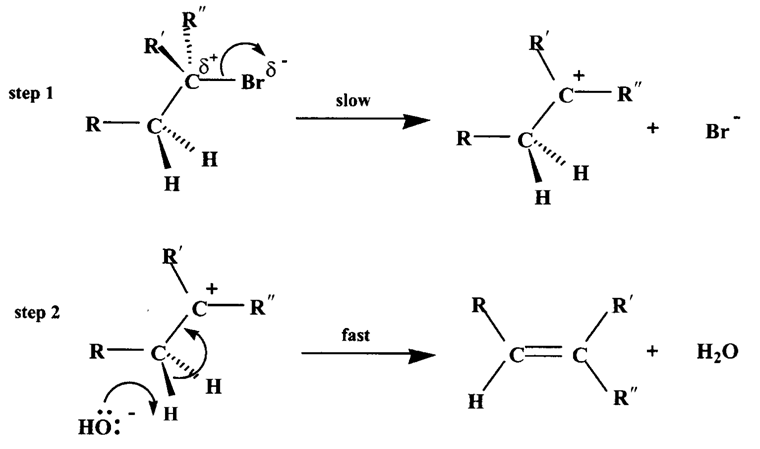 R′ R″
δ+ δ-
C Br
step 1
R C H
H
slow
R′
+
C R″
R C H
H
+ Br-
R′
+
C R″
step 2
R C H
H
HO:-
fast
R R′
C C
H R″
+ H₂O